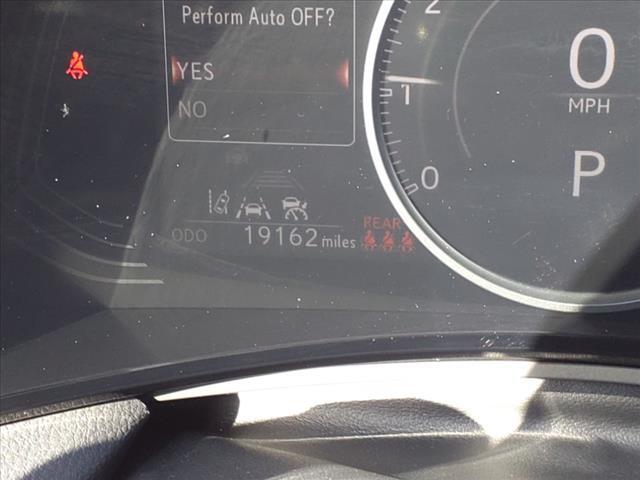 Perform Auto OFF?
YES
NO
2
1
0
0
MPH
P
REAR
ODO 19162 miles